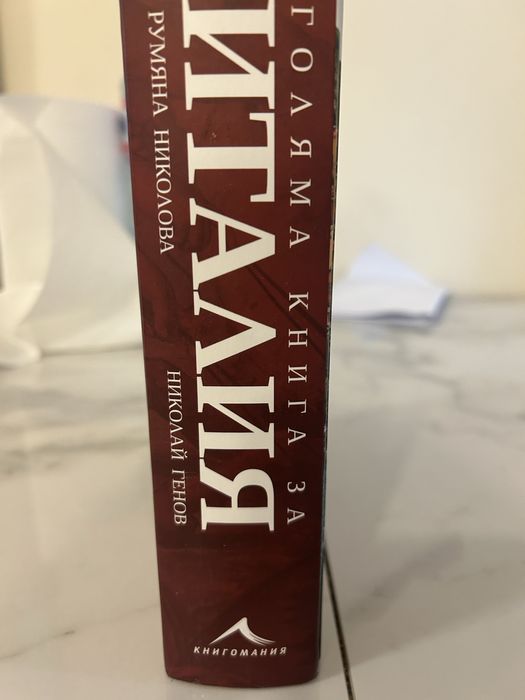 ГОЛЯМА КНИГА ЗА
ИТАЛИЯ
РУМЯНА НИКОЛОВА
НИКОЛАЙ ГЕНОВ
КНИГОМАНИЯ